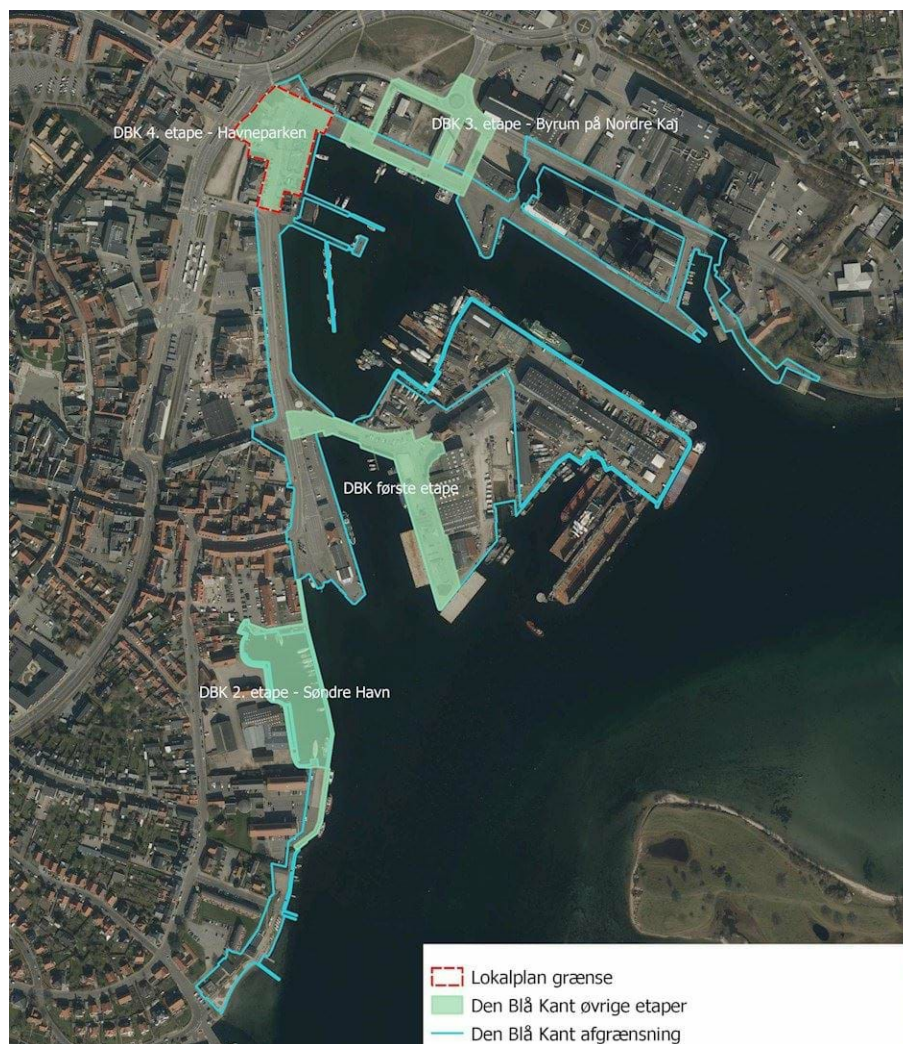 DBK 4. etape - Havneparken
DBK 3. etape - Byrum på Nordre Kaj
DBK første etape
DBK 2. etape - Søndre Havn
Lokalplan grænse
Den Blå Kant øvrige etaper
Den Blå Kant afgrænsning